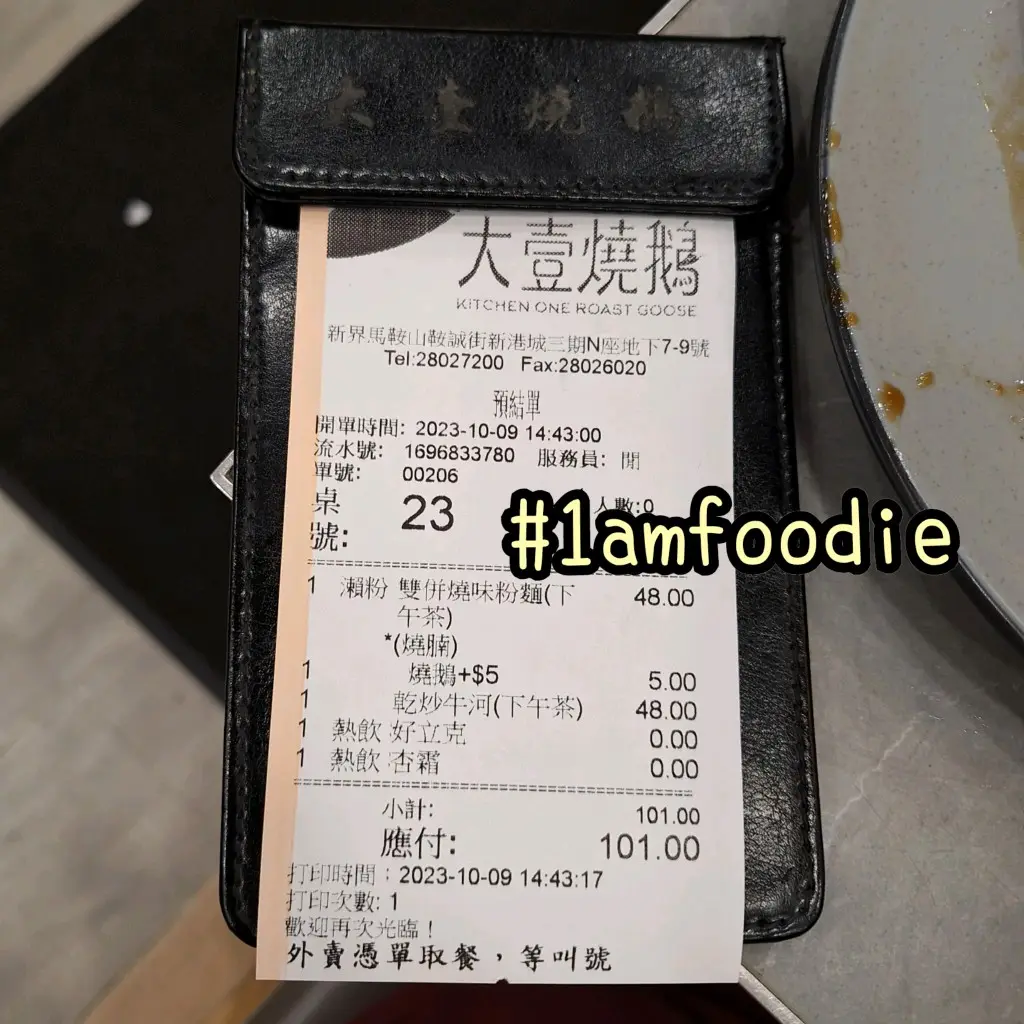 大壹燒鵝
大壹燒鵝
KITCHEN ONE ROAST GOOSE
新界馬鞍山鞍誠街新港城三期N座地下7-9號
Tel:28027200 Fax:28026020
預結單
開單時間: 2023-10-09 14:43:00
流水號: 1696833780 服務員: 開
單號: 00206
桌號: 23 人數:0
#1amfoodie
1 瀨粉 雙併燒味粉麵(下 48.00
午茶)
*(燒腩)
1 燒鵝+$5 5.00
1 乾炒牛河(下午茶) 48.00
1 熱飲 好立克 0.00
1 熱飲 杏霜 0.00
小計: 101.00
應付: 101.00
打印時間：2023-10-09 14:43:17
打印次數: 1
歡迎再次光臨！
外賣憑單取餐，等叫號